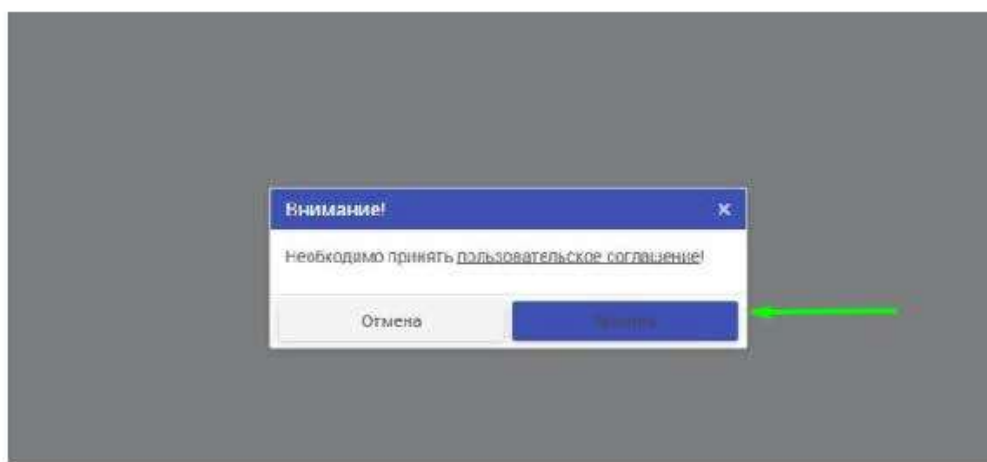 Внимание!
Необходимо принять пользовательское соглашение!
Отмена